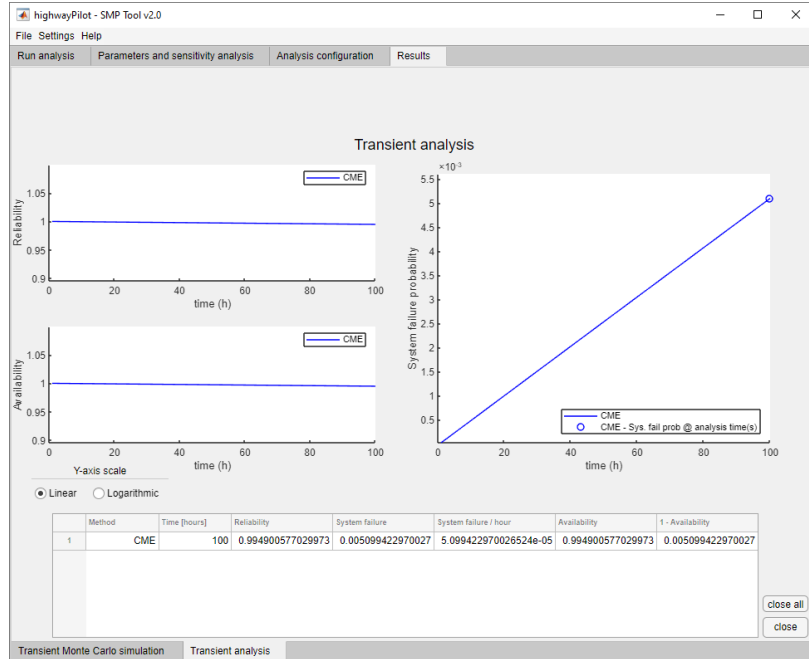 highwayPilot - SMP Tool v2.0
File Settings Help
Run analysis Parameters and sensitivity analysis Analysis configuration Results
Transient analysis
CME
1.05
1
0.95
0.9
Reliability
0 20 40 60 80 100
time (h)
CME
1.05
1
0.95
0.9
Availability
0 20 40 60 80 100
time (h)
×10⁻³
5.5
5
4.5
4
3.5
3
2.5
2
1.5
1
0.5
System failure probability
CME
CME - Sys. fail prob @ analysis time(s)
0 20 40 60 80 100
time (h)
Y-axis scale
Linear Logarithmic
Method Time [hours] Reliability System failure System failure / hour Availability 1 - Availability
1 CME 100 0.994900577029973 0.005099422970027 5.099422970026524e-05 0.994900577029973 0.005099422970027
close all
close
Transient Monte Carlo simulation Transient analysis